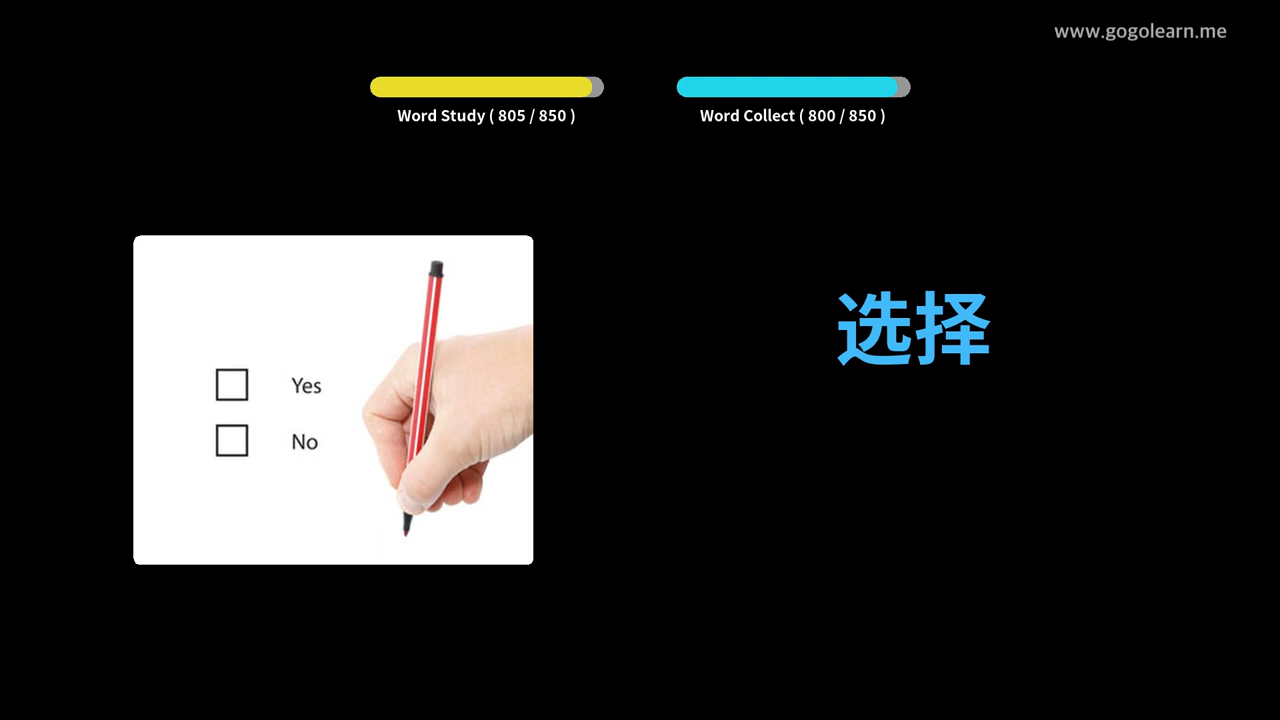 www.gogolearn.me
Word Study ( 805 / 850 )
Word Collect ( 800 / 850 )
选择
Yes
No